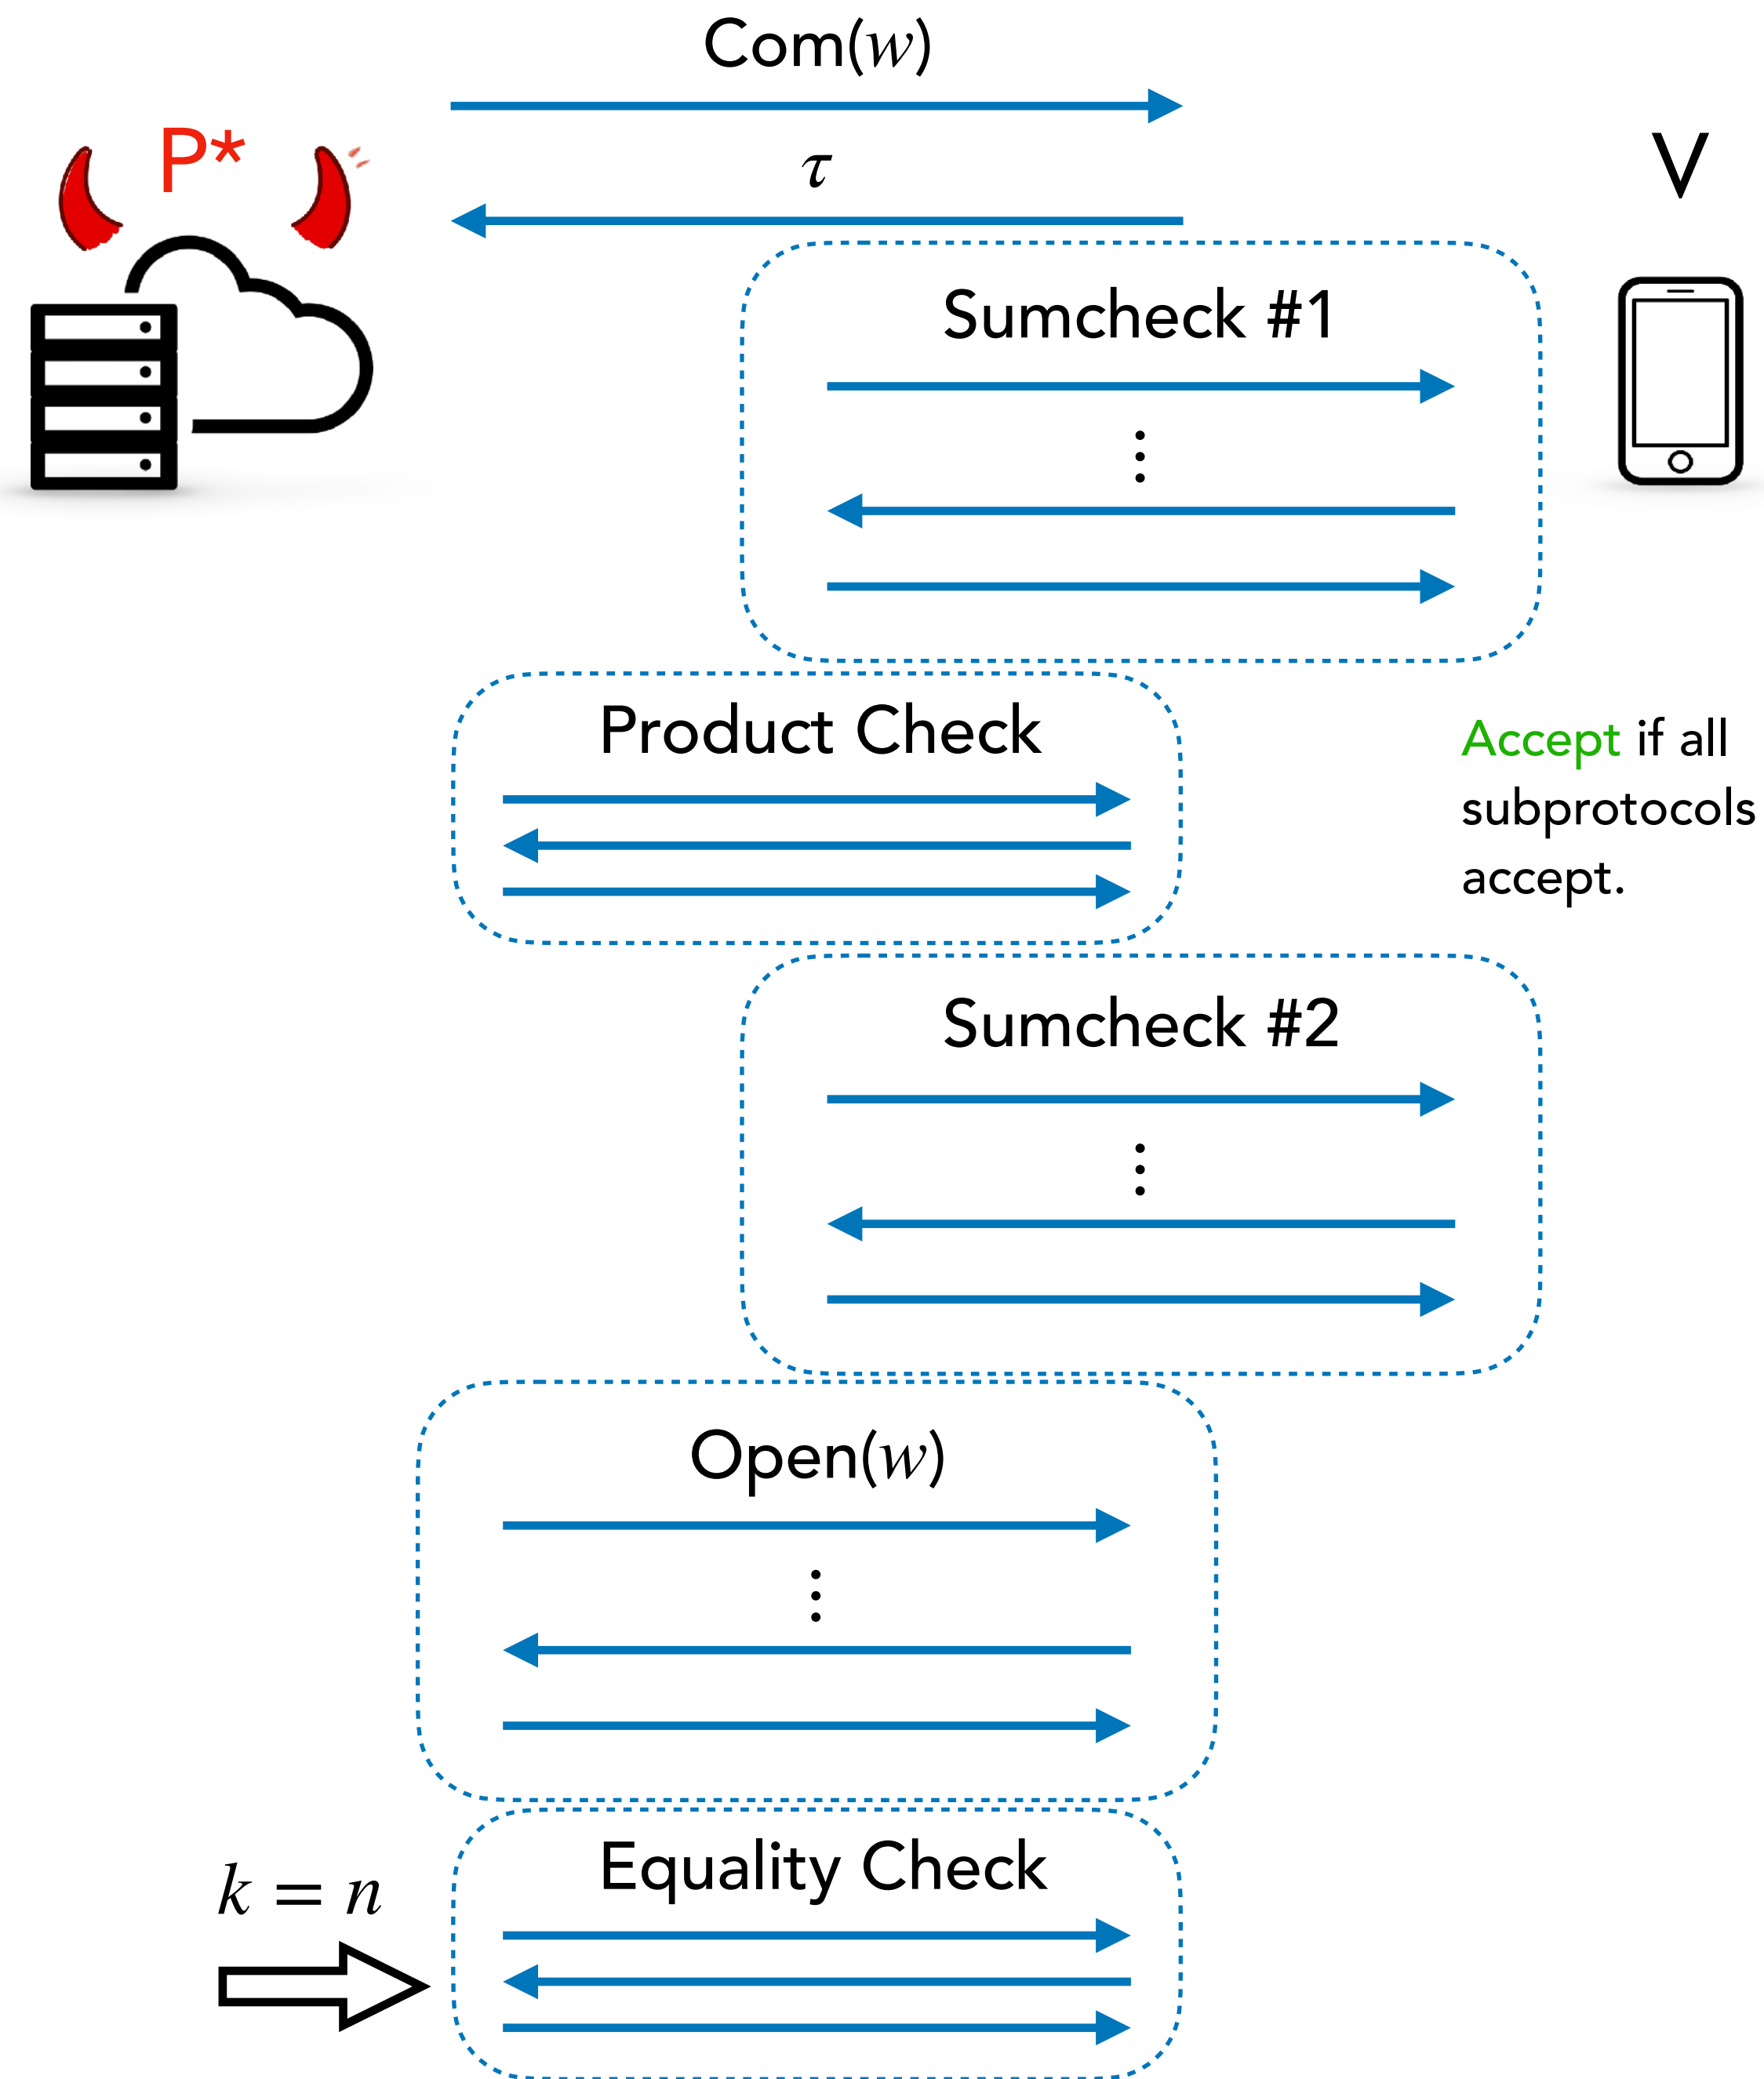 Com(w)
P*
τ
V
Sumcheck #1
Product Check
Accept if all
subprotocols
accept.
Sumcheck #2
Open(w)
Equality Check
k = n